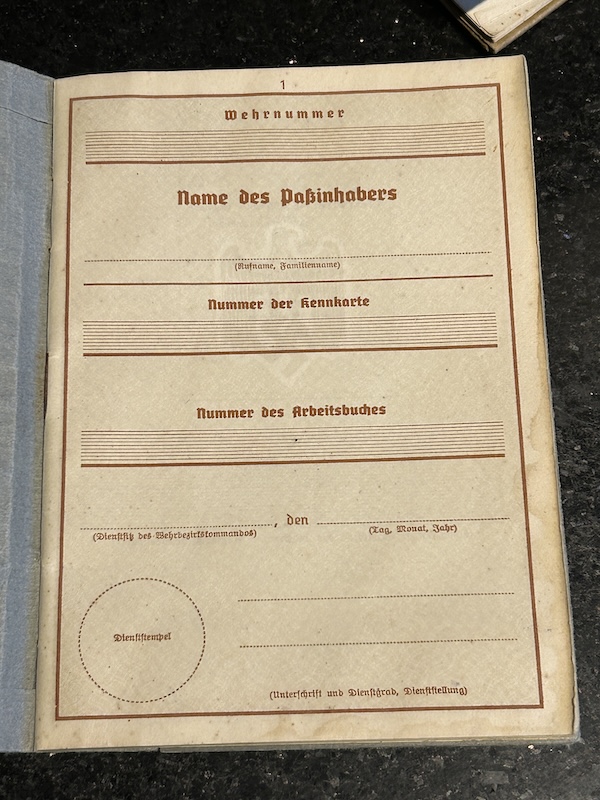 1
Wehrnummer
Name des Paßinhabers
(Rufname, Familienname)
Nummer der Kennkarte
Nummer des Arbeitsbuches
, den
(Dienstsitz des Wehrbezirkskommandos)
(Tag, Monat, Jahr)
Dienststempel
(Unterschrift und Dienstgrad, Dienststellung)